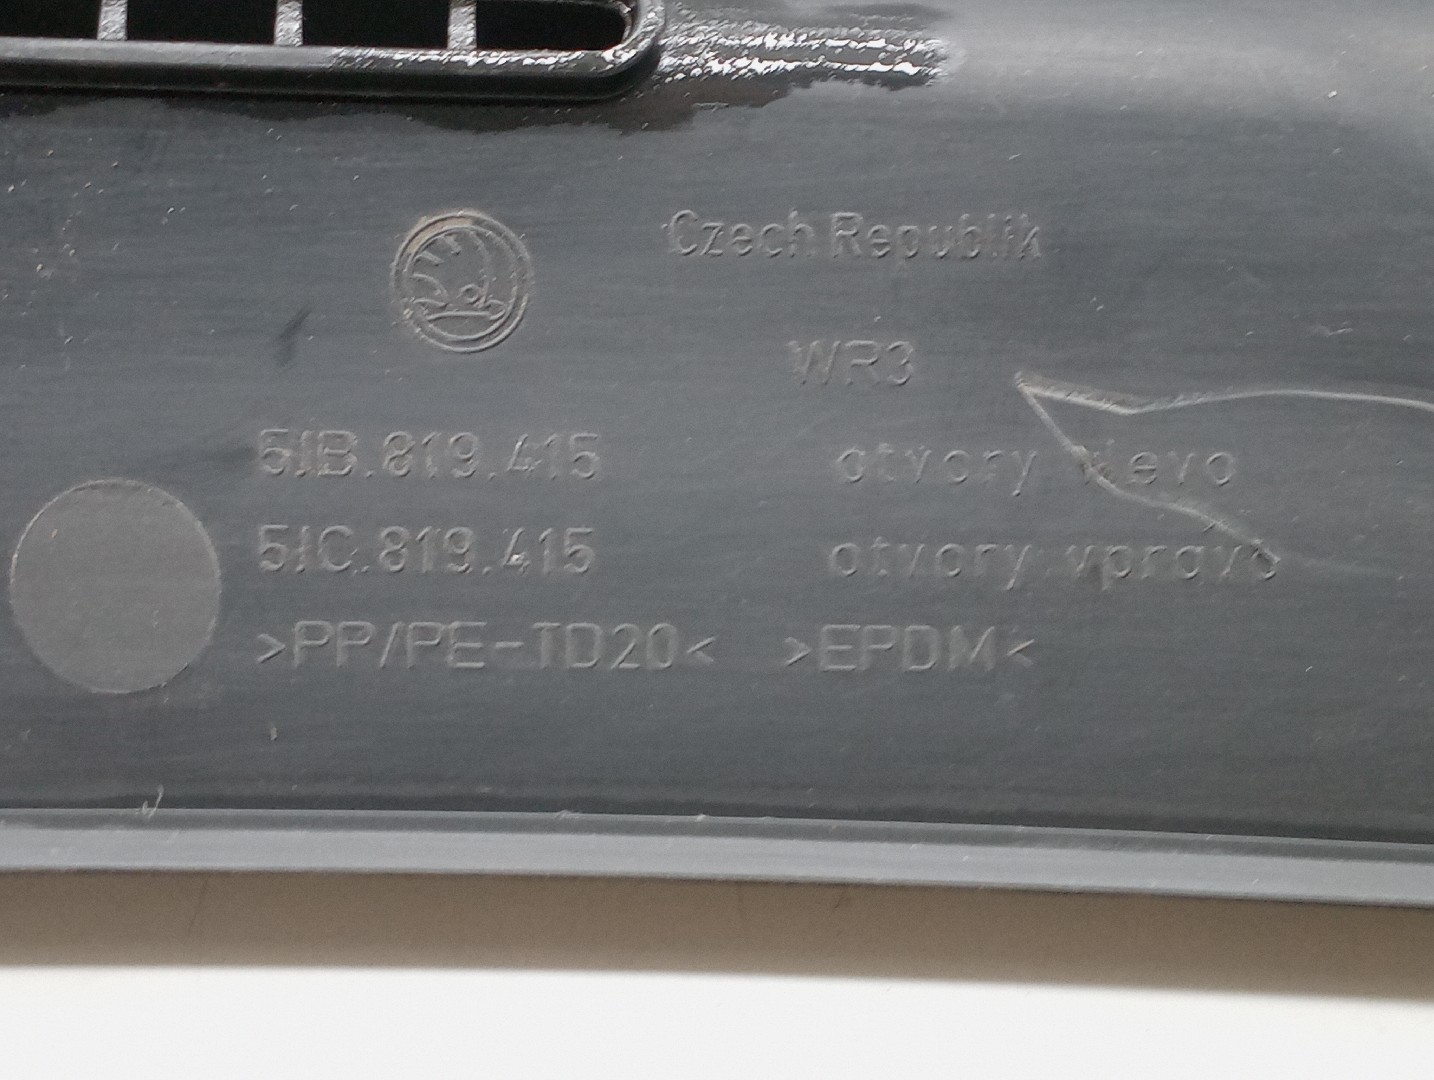 Czech Republik
WR3
5JB.819.415 otvory vlevo
5JC.819.415 otvory vpravo
>PP/PE-TD20< >EPDM<